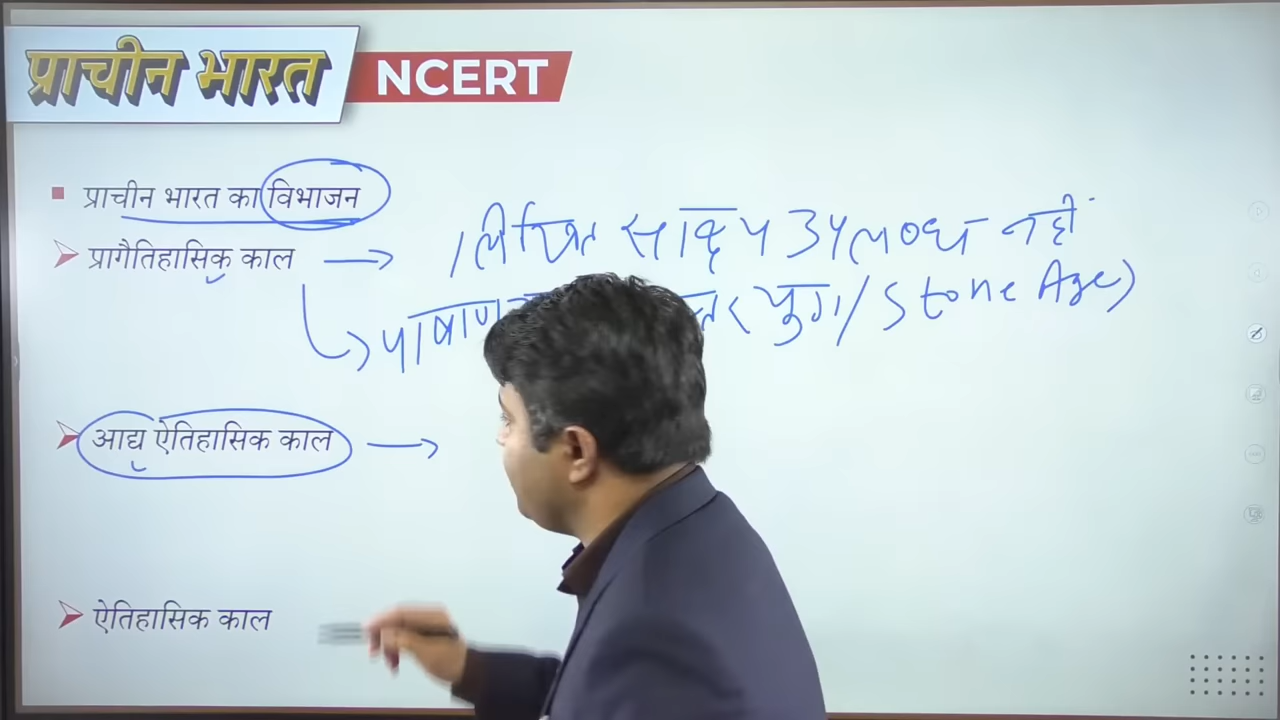 प्राचीन भारत NCERT
प्राचीन भारत का विभाजन
प्रागैतिहासिक काल → लिखित साक्ष्य उपलब्ध नहीं
पाषाण युग / Stone Age)
आद्य ऐतिहासिक काल →
ऐतिहासिक काल